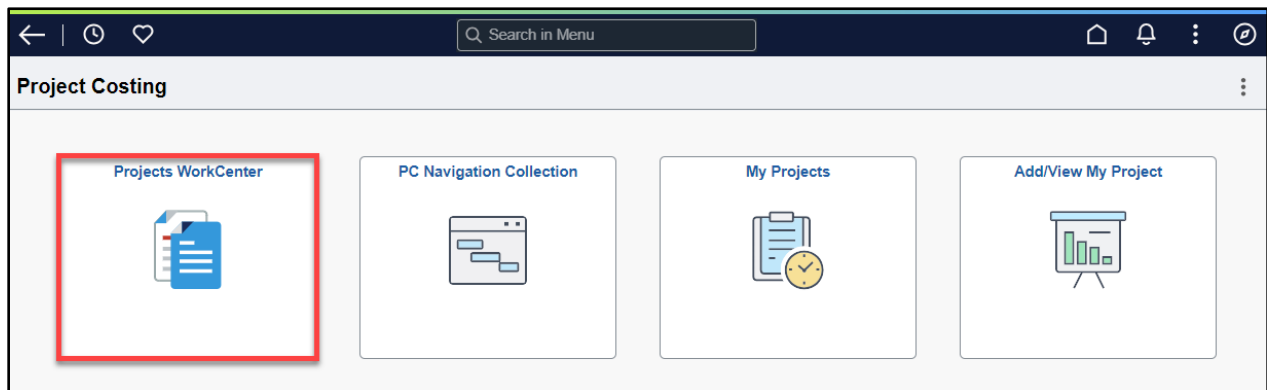 Search in Menu
Project Costing
Projects WorkCenter
PC Navigation Collection
My Projects
Add/View My Project